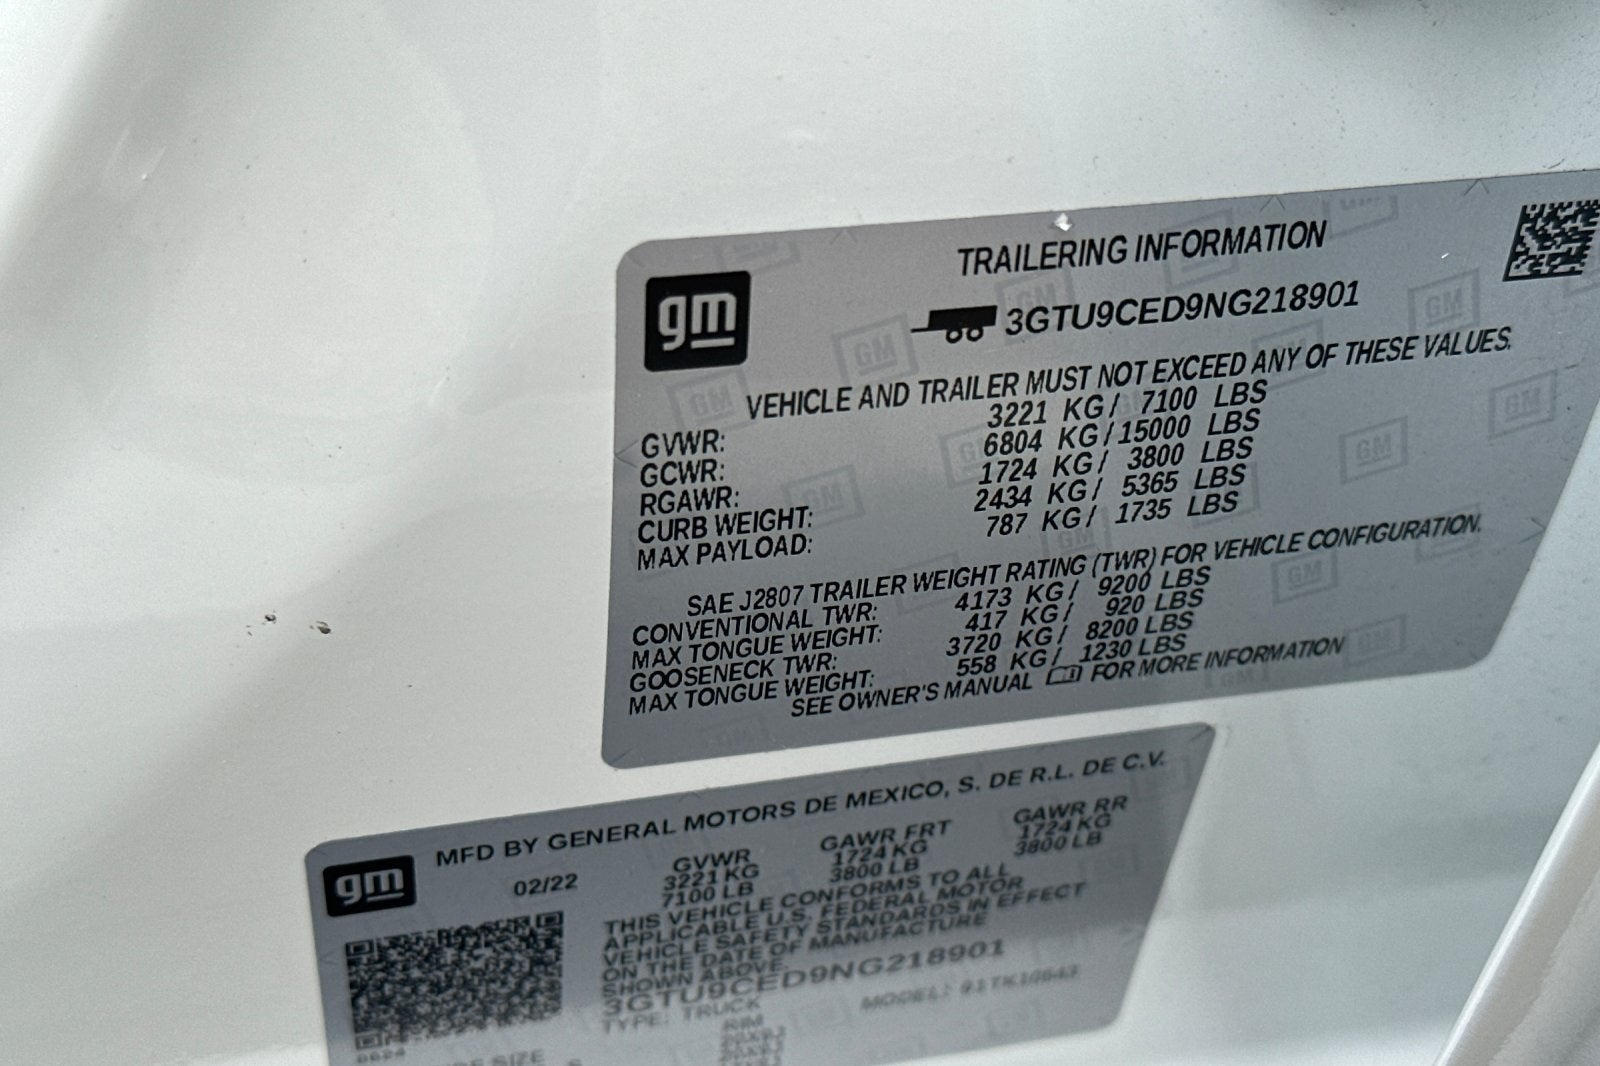 gm
TRAILERING INFORMATION
3GTU9CED9NG218901
VEHICLE AND TRAILER MUST NOT EXCEED ANY OF THESE VALUES.
GVWR: 3221 KG/ 7100 LBS
GCWR: 6804 KG/15000 LBS
RGAWR: 1724 KG/ 3800 LBS
CURB WEIGHT: 2434 KG/ 5365 LBS
MAX PAYLOAD: 787 KG/ 1735 LBS
SAE J2807 TRAILER WEIGHT RATING (TWR) FOR VEHICLE CONFIGURATION.
CONVENTIONAL TWR: 4173 KG/ 9200 LBS
MAX TONGUE WEIGHT: 417 KG/ 920 LBS
GOOSENECK TWR: 3720 KG/ 8200 LBS
MAX TONGUE WEIGHT: 558 KG/ 1230 LBS
SEE OWNER'S MANUAL FOR MORE INFORMATION
gm
MFD BY GENERAL MOTORS DE MEXICO, S. DE R.L. DE C.V.
02/22
GVWR GAWR FRT GAWR RR
3221 KG 1724 KG 1724 KG
7100 LB 3800 LB 3800 LB
THIS VEHICLE CONFORMS TO ALL
APPLICABLE U.S. FEDERAL MOTOR
VEHICLE SAFETY STANDARDS IN EFFECT
ON THE DATE OF MANUFACTURE
SHOWN ABOVE.
3GTU9CED9NG218901
TYPE: TRUCK MODEL:
SIZE RIM